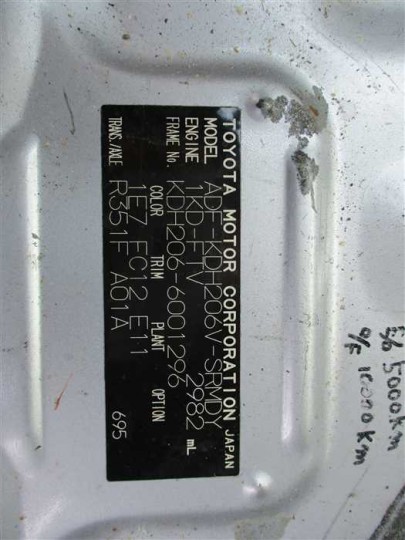 TOYOTA MOTOR CORPORATION JAPAN
MODEL ADF-KDH206V-SRMDY
ENGINE 1KD-FTV 2982 mL
FRAME No. KDH206-6001296
COLOR TRIM PLANT OPTION
1E7 FC12 E11
TRANS./AXLE R351F A01A 695
5000KM
O/F 10000KM